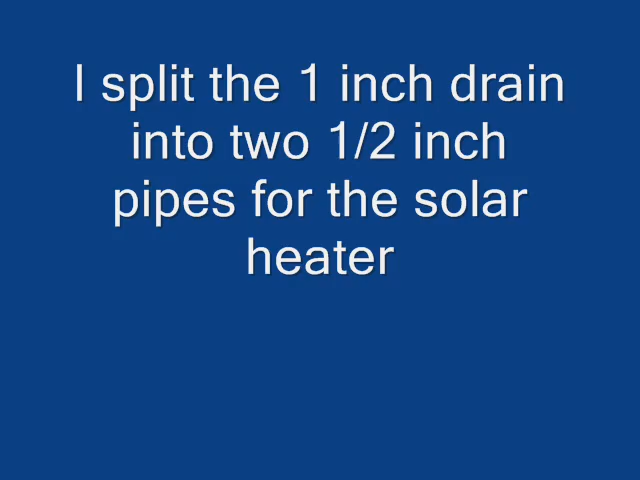 I split the 1 inch drain
into two 1/2 inch
pipes for the solar
heater